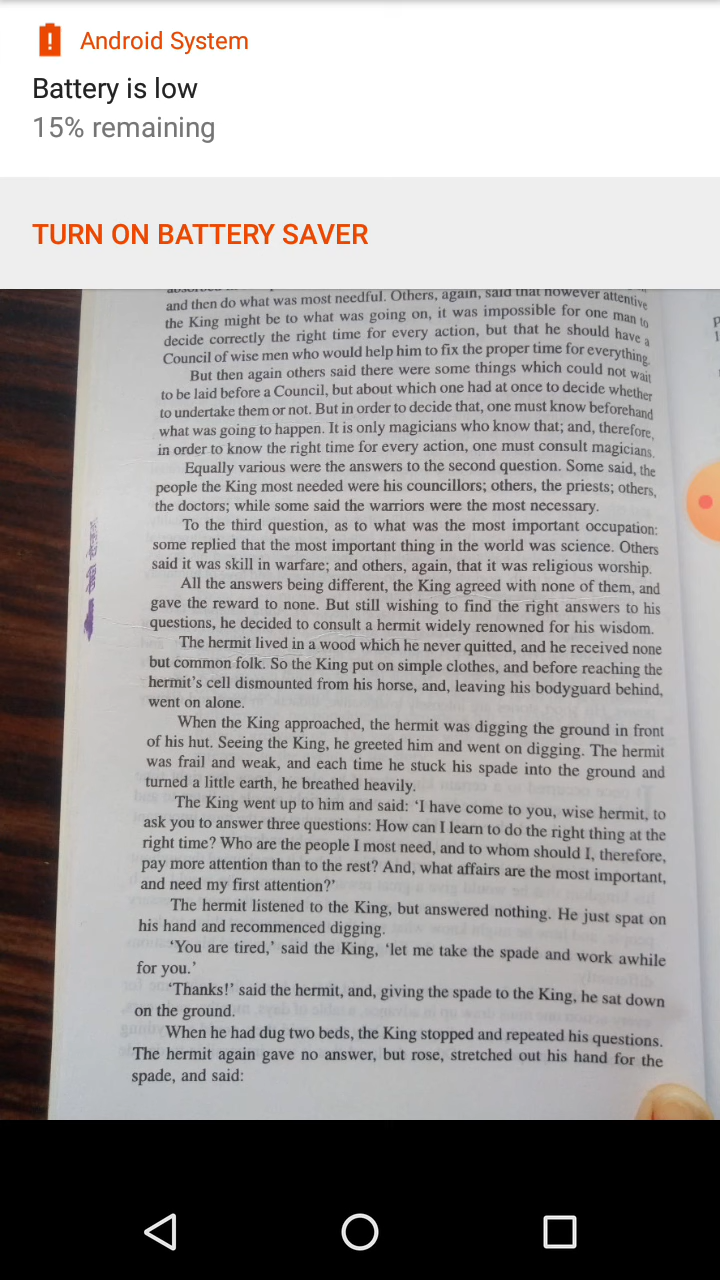 Android System
Battery is low
15% remaining
TURN ON BATTERY SAVER
and then do what was most needful. Others, again, said that however attentive
the King might be to what was going on, it was impossible for one man to
decide correctly the right time for every action, but that he should have a
Council of wise men who would help him to fix the proper time for everything.
But then again others said there were some things which could not wait
to be laid before a Council, but about which one had at once to decide whether
to undertake them or not. But in order to decide that, one must know beforehand
what was going to happen. It is only magicians who know that; and, therefore,
in order to know the right time for every action, one must consult magicians.
Equally various were the answers to the second question. Some said, the
people the King most needed were his councillors; others, the priests; others,
the doctors; while some said the warriors were the most necessary.
To the third question, as to what was the most important occupation:
some replied that the most important thing in the world was science. Others
said it was skill in warfare; and others, again, that it was religious worship.
All the answers being different, the King agreed with none of them, and
gave the reward to none. But still wishing to find the right answers to his
questions, he decided to consult a hermit widely renowned for his wisdom.
The hermit lived in a wood which he never quitted, and he received none
but common folk. So the King put on simple clothes, and before reaching the
hermit's cell dismounted from his horse, and, leaving his bodyguard behind,
went on alone.
When the King approached, the hermit was digging the ground in front
of his hut. Seeing the King, he greeted him and went on digging. The hermit
was frail and weak, and each time he stuck his spade into the ground and
turned a little earth, he breathed heavily.
The King went up to him and said: ‘I have come to you, wise hermit, to
ask you to answer three questions: How can I learn to do the right thing at the
right time? Who are the people I most need, and to whom should I, therefore,
pay more attention than to the rest? And, what affairs are the most important,
and need my first attention?’
The hermit listened to the King, but answered nothing. He just spat on
his hand and recommenced digging.
‘You are tired,’ said the King, ‘let me take the spade and work awhile
for you.’
‘Thanks!’ said the hermit, and, giving the spade to the King, he sat down
on the ground.
When he had dug two beds, the King stopped and repeated his questions.
The hermit again gave no answer, but rose, stretched out his hand for the
spade, and said: